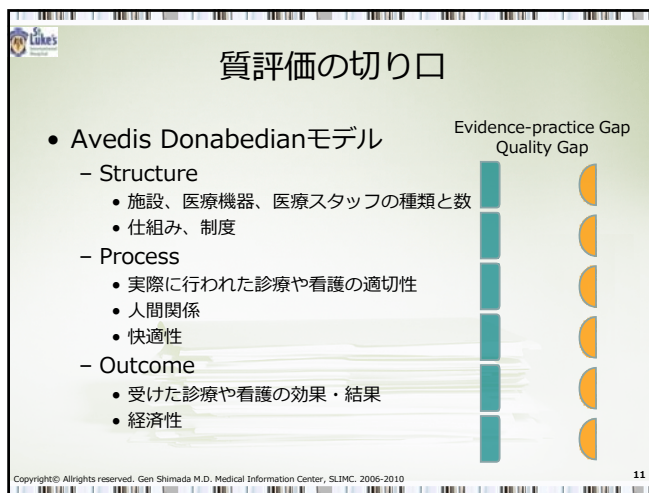 St.
Luke's
International
Hospital
質評価の切り口
• Avedis Donabedianモデル
– Structure
• 施設、医療機器、医療スタッフの種類と数
• 仕組み、制度
– Process
• 実際に行われた診療や看護の適切性
• 人間関係
• 快適性
– Outcome
• 受けた診療や看護の効果・結果
• 経済性
Evidence-practice Gap
Quality Gap
Copyright© Allrights reserved. Gen Shimada M.D. Medical Information Center, SLIMC. 2006-2010
11